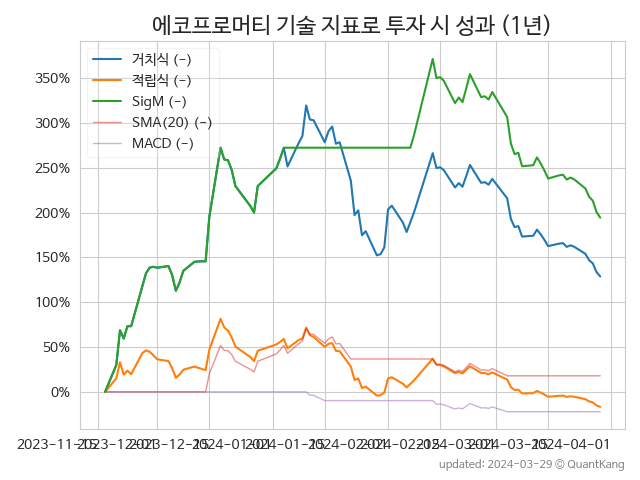 에코프로머티 기술 지표로 투자 시 성과 (1년)
거치식 (-)
적립식 (-)
SigM (-)
SMA(20) (-)
MACD (-)
350%
300%
250%
200%
150%
100%
50%
0%
2023-11-15 2023-12-01 2023-12-15 2024-01-01 2024-01-15 2024-02-01 2024-02-15 2024-03-01 2024-03-15 2024-04-01
updated: 2024-03-29 © QuantKang